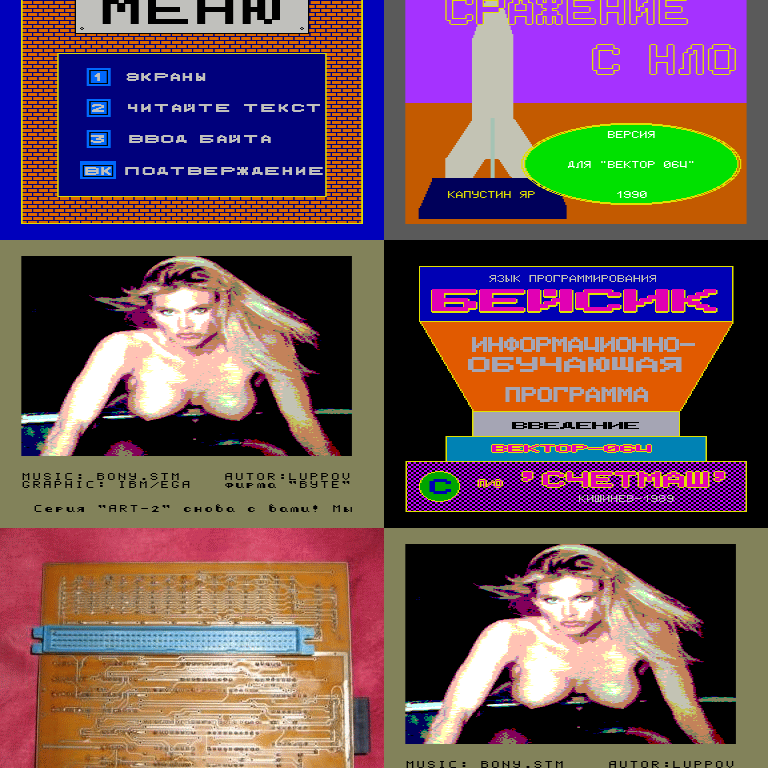 МЕНЮ
1 ЭКРАНЫ
2 ЧИТАЙТЕ ТЕКСТ
3 ВВОД БАЙТА
ВК ПОДТВЕРЖДЕНИЕ
СРАЖЕНИЕ
С НЛО
ВЕРСИЯ
ДЛЯ "ВЕКТОР 06Ц"
1990
КАПУСТИН ЯР
MUSIC: BONY.STM AUTOR:LUPPOV
GRAPHIC: IBM/EGA фирма "BYTE"
Серия "ART-2" снова с вами! Мы
ЯЗЫК ПРОГРАММИРОВАНИЯ
БЕЙСИК
ИНФОРМАЦИОННО-
ОБУЧАЮЩАЯ
ПРОГРАММА
ВВЕДЕНИЕ
ВЕКТОР-06Ц
© П/О "СЧЕТМАШ"
КИШИНЕВ-1989
MUSIC: BONY.STM AUTOR:LUPPOV